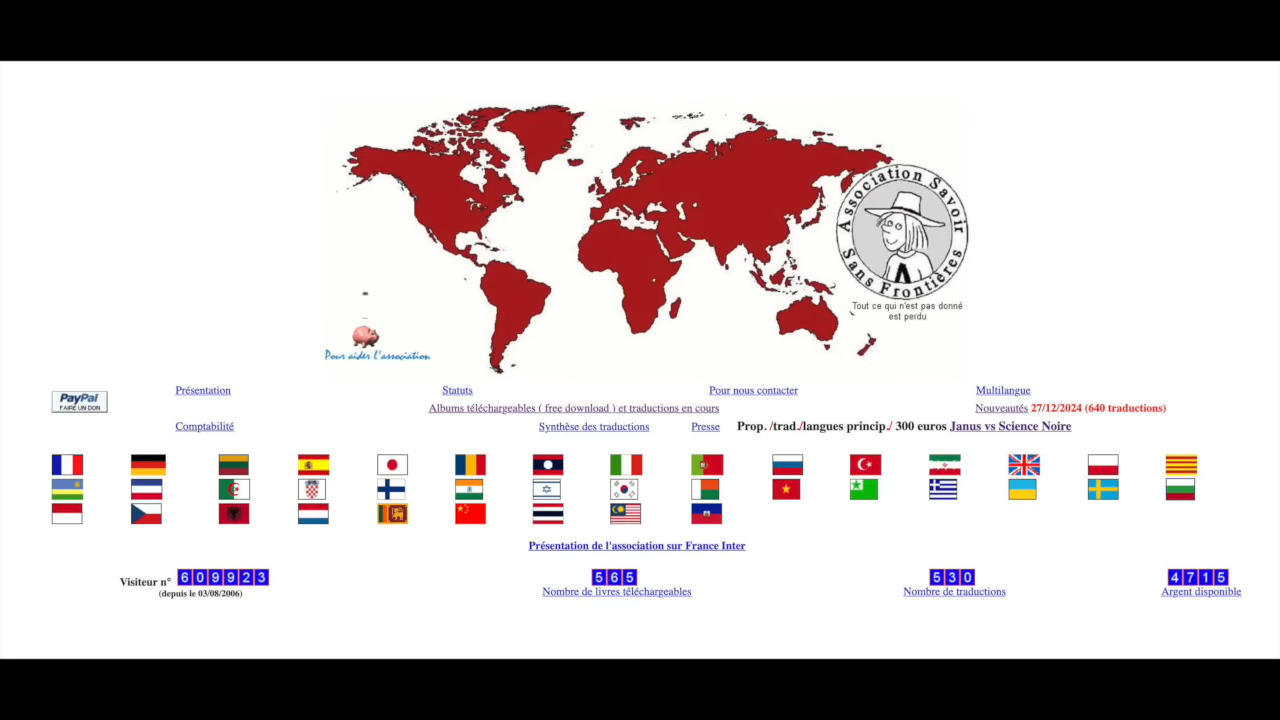 Association Savoir Sans Frontières
Tout ce qui n'est pas donné
est perdu
Pour aider l'association
PayPal
FAIRE UN DON
Présentation
Statuts
Pour nous contacter
Multilangue
Albums téléchargeables ( free download ) et traductions en cours
Nouveautés 27/12/2024 (640 traductions)
Comptabilité
Synthèse des traductions
Presse
Prop. /trad./langues princip./ 300 euros Janus vs Science Noire
Présentation de l'association sur France Inter
Visiteur n° 609923
(depuis le 03/08/2006)
565
Nombre de livres téléchargeables
530
Nombre de traductions
4715
Argent disponible